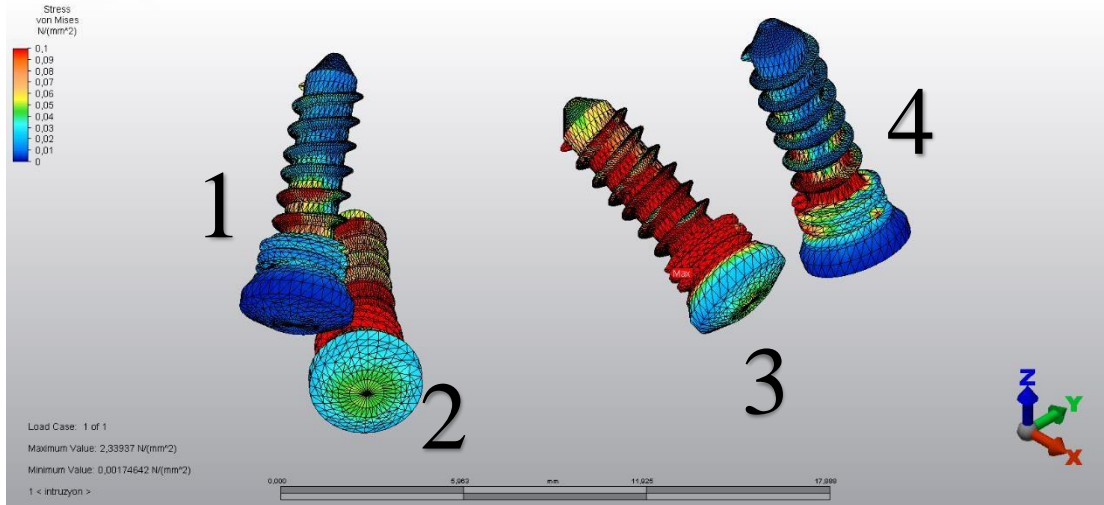 Stress
von Mises
N/(mm^2)
0,1
0,09
0,08
0,07
0,06
0,05
0,04
0,03
0,02
0,01
0
1
2
3
4
Max
Load Case: 1 of 1
Maximum Value: 2,33937 N/(mm^2)
Minimum Value: 0,00174642 N/(mm^2)
1 < intruzyon >
0,000
5,963
mm
11,925
17,888
Z
Y
X